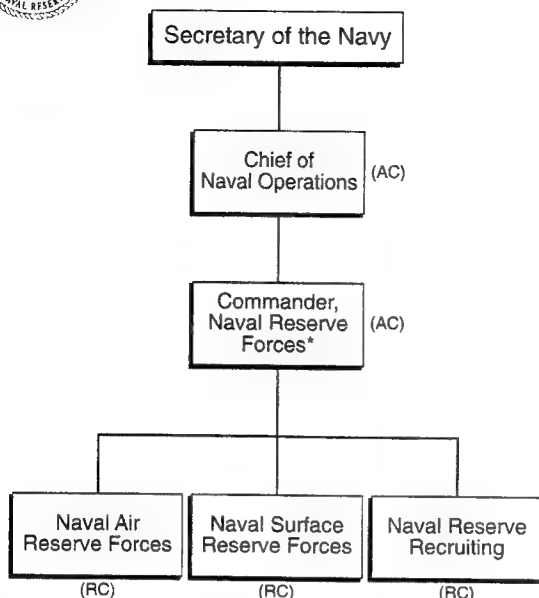 Secretary of the Navy
Chief of
Naval Operations
(AC)
Commander,
Naval Reserve
Forces*
(AC)
Naval Air
Reserve Forces
Naval Surface
Reserve Forces
Naval Reserve
Recruiting
(RC)
(RC)
(RC)